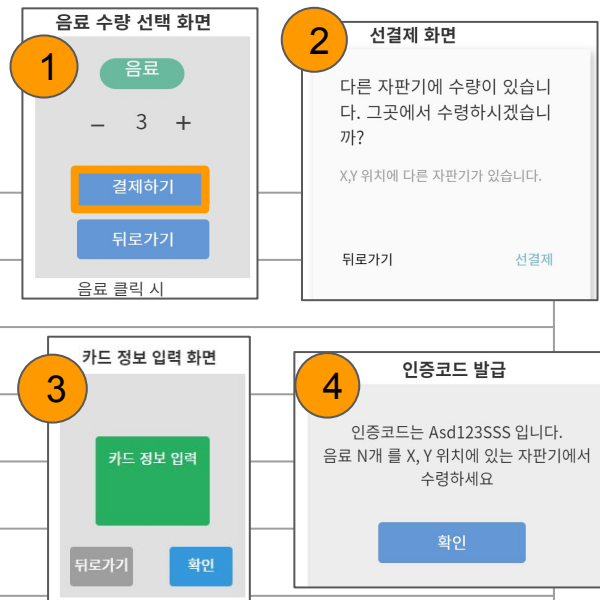 음료 수량 선택 화면
1
음료
– 3 +
결제하기
뒤로가기
음료 클릭 시
2
선결제 화면
다른 자판기에 수량이 있습니
다. 그곳에서 수령하시겠습니
까?
X,Y 위치에 다른 자판기가 있습니다.
뒤로가기 선결제
3
카드 정보 입력 화면
카드 정보 입력
뒤로가기 확인
4
인증코드 발급
인증코드는 Asd123SSS 입니다.
음료 N개 를 X, Y 위치에 있는 자판기에서
수령하세요
확인